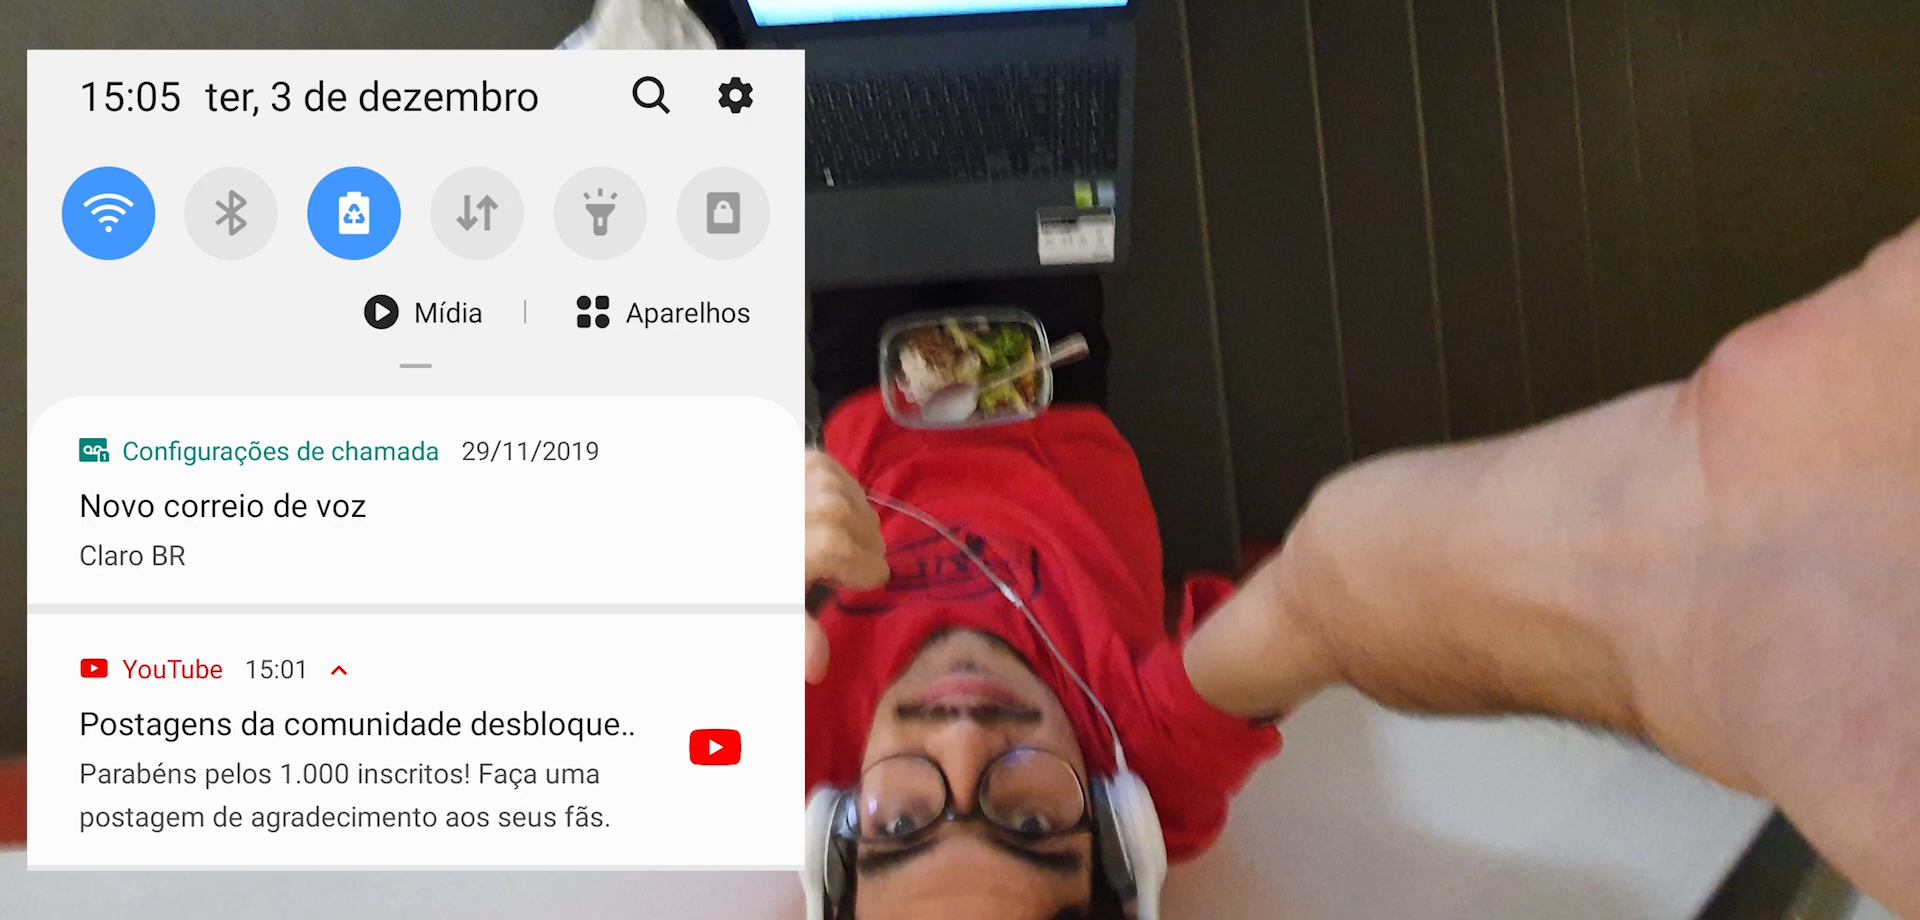 15:05 ter, 3 de dezembro
Mídia | Aparelhos
Configurações de chamada 29/11/2019
Novo correio de voz
Claro BR
YouTube 15:01
Postagens da comunidade desbloque..
Parabéns pelos 1.000 inscritos! Faça uma
postagem de agradecimento aos seus fãs.